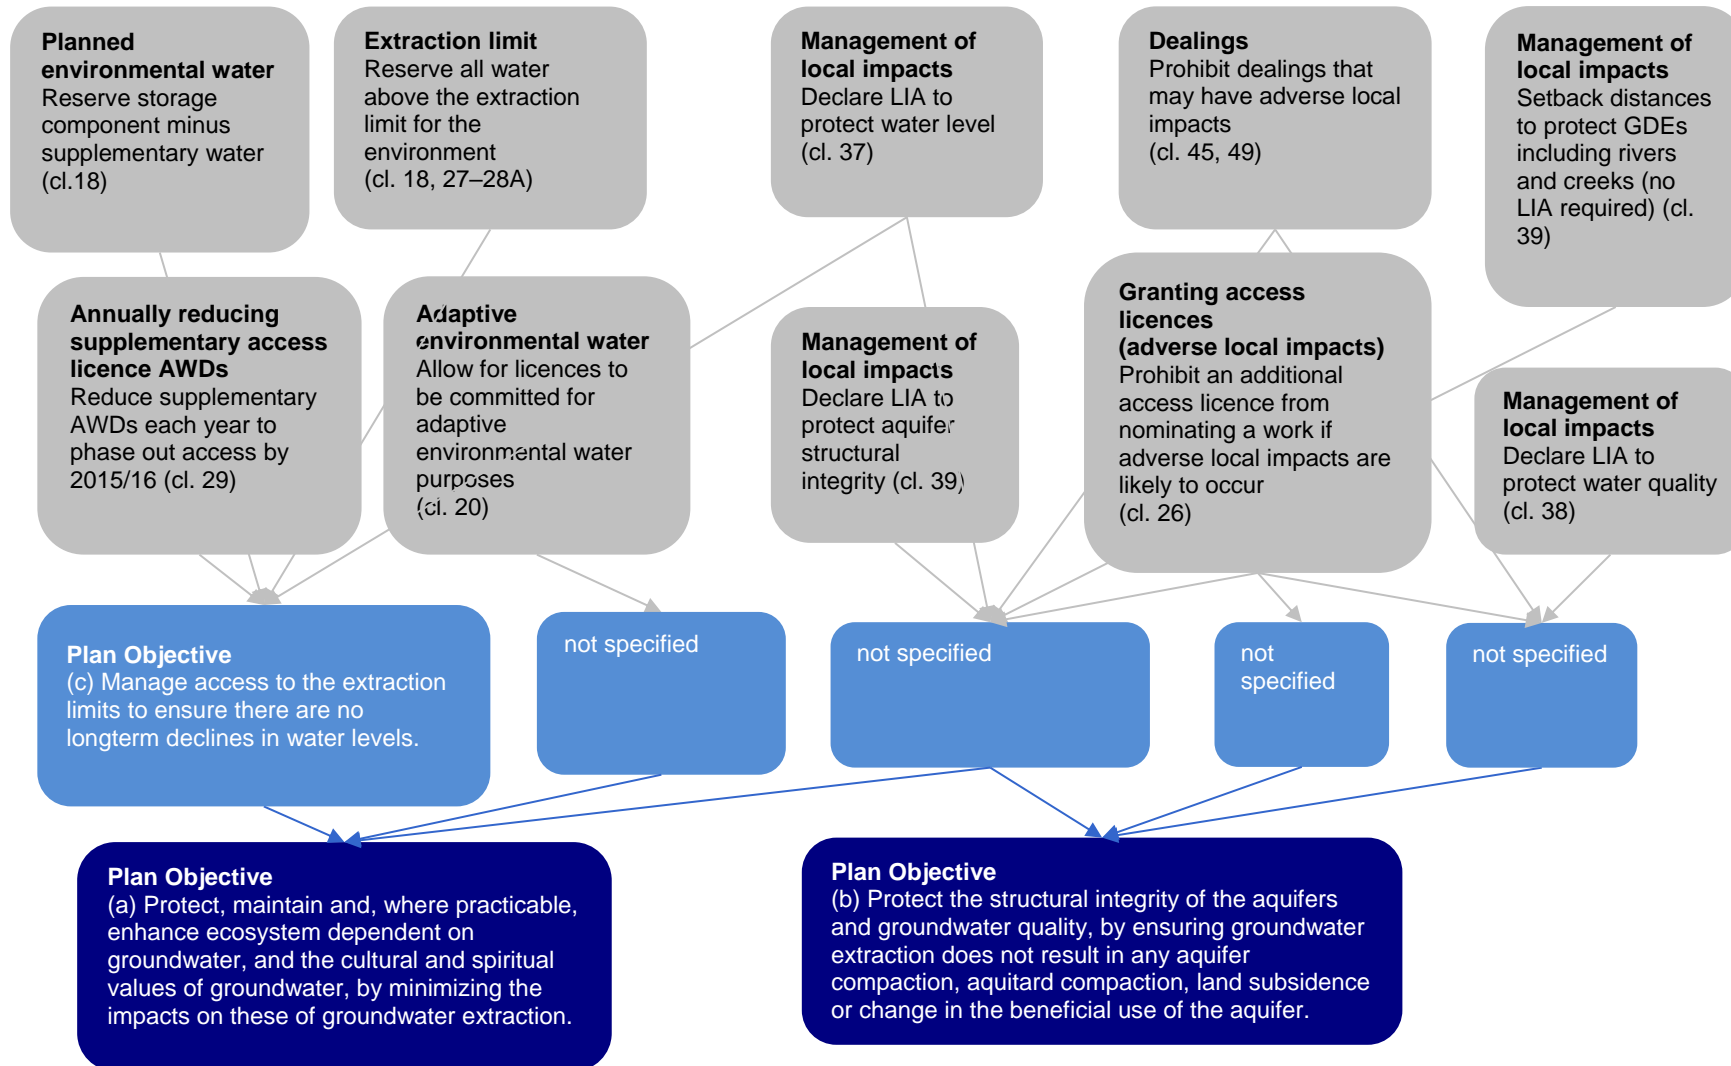 Planned
environmental water
Reserve storage
component minus
supplementary water
(cl.18)
Extraction limit
Reserve all water
above the extraction
limit for the
environment
(cl. 18, 27–28A)
Management of
local impacts
Declare LIA to
protect water level
(cl. 37)
Dealings
Prohibit dealings that
may have adverse local
impacts
(cl. 45, 49)
Management of
local impacts
Setback distances
to protect GDEs
including rivers
and creeks (no
LIA required) (cl.
39)
Annually reducing
supplementary access
licence AWDs
Reduce supplementary
AWDs each year to
phase out access by
2015/16 (cl. 29)
Adaptive
environmental water
Allow for licences to
be committed for
adaptive
environmental water
purposes
(cl. 20)
Management of
local impacts
Declare LIA to
protect aquifer
structural
integrity (cl. 39)
Granting access
licences
(adverse local impacts)
Prohibit an additional
access licence from
nominating a work if
adverse local impacts are
likely to occur
(cl. 26)
Management of
local impacts
Declare LIA to
protect water quality
(cl. 38)
Plan Objective
(c) Manage access to the extraction
limits to ensure there are no
longterm declines in water levels.
not specified
not specified
not
specified
not specified
Plan Objective
(a) Protect, maintain and, where practicable,
enhance ecosystem dependent on
groundwater, and the cultural and spiritual
values of groundwater, by minimizing the
impacts on these of groundwater extraction.
Plan Objective
(b) Protect the structural integrity of the aquifers
and groundwater quality, by ensuring groundwater
extraction does not result in any aquifer
compaction, aquitard compaction, land subsidence
or change in the beneficial use of the aquifer.